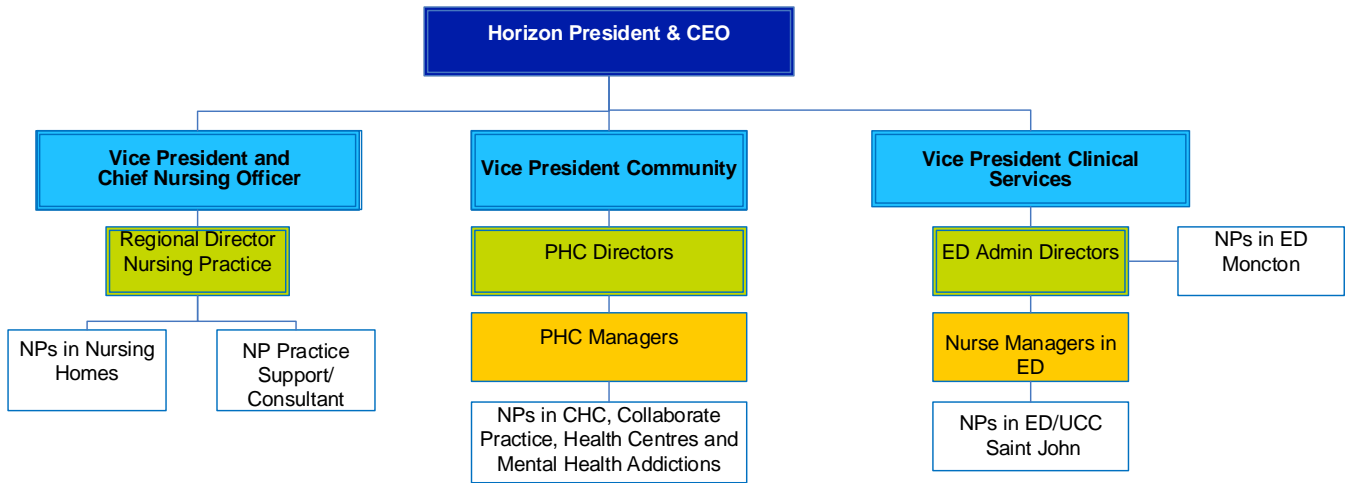 Horizon President & CEO
Vice President and
Chief Nursing Officer
Vice President Community
Vice President Clinical
Services
Regional Director
Nursing Practice
PHC Directors
ED Admin Directors
NPs in ED
Moncton
NPs in Nursing
Homes
NP Practice
Support/
Consultant
PHC Managers
Nurse Managers in
ED
NPs in CHC, Collaborate
Practice, Health Centres and
Mental Health Addictions
NPs in ED/UCC
Saint John